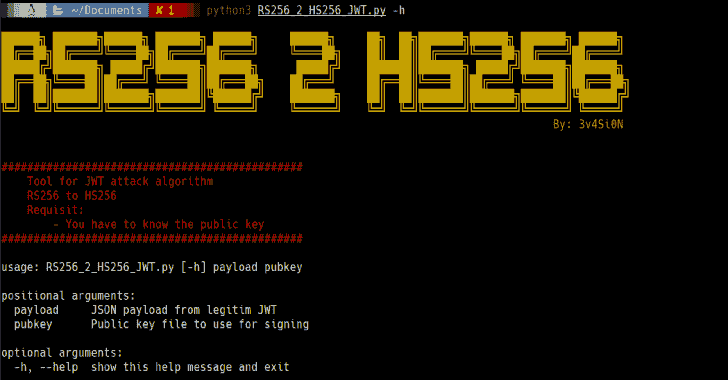 ~/Documents ✘ 1 python3 RS256_2_HS256_JWT.py -h
RS256 2 HS256
By: 3v4Si0N
###############################################
Tool for JWT attack algorithm
RS256 to HS256
Requisit:
- You have to know the public key
###############################################
usage: RS256_2_HS256_JWT.py [-h] payload pubkey
positional arguments:
payload JSON payload from legitim JWT
pubkey Public key file to use for signing
optional arguments:
-h, --help show this help message and exit